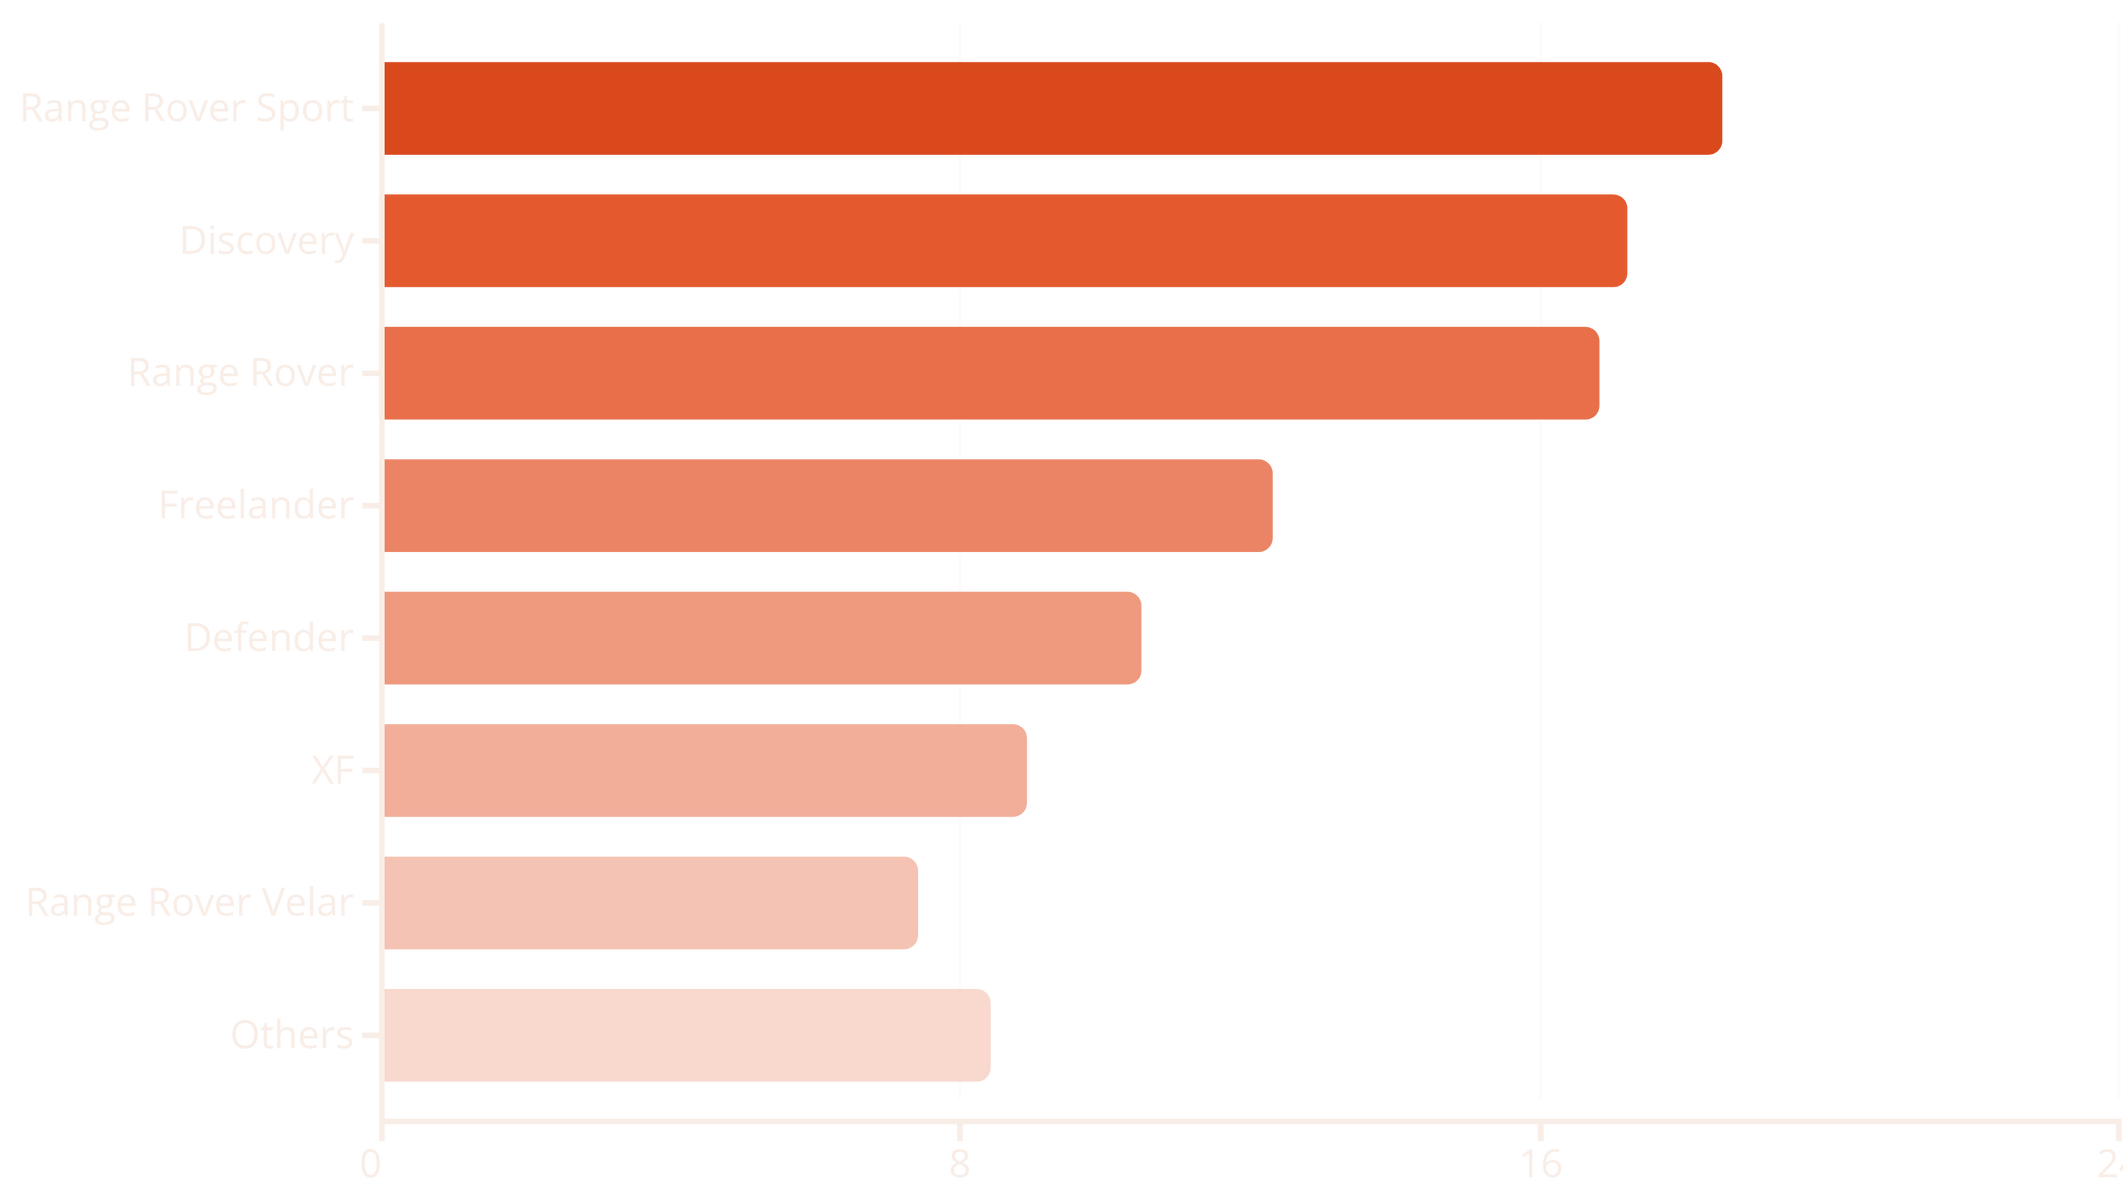 Range Rover Sport
Discovery
Range Rover
Freelander
Defender
XF
Range Rover Velar
Others
0 8 16